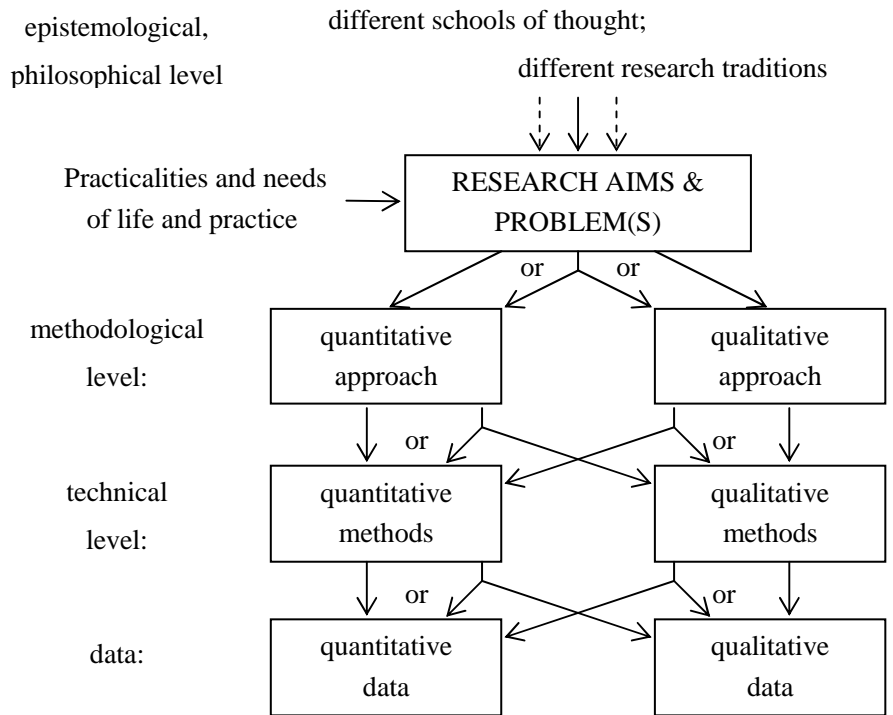 epistemological,
philosophical level
different schools of thought;
different research traditions
Practicalities and needs
of life and practice
RESEARCH AIMS &
PROBLEM(S)
or
or
methodological
level:
quantitative
approach
qualitative
approach
or
or
technical
level:
quantitative
methods
qualitative
methods
or
or
data:
quantitative
data
qualitative
data